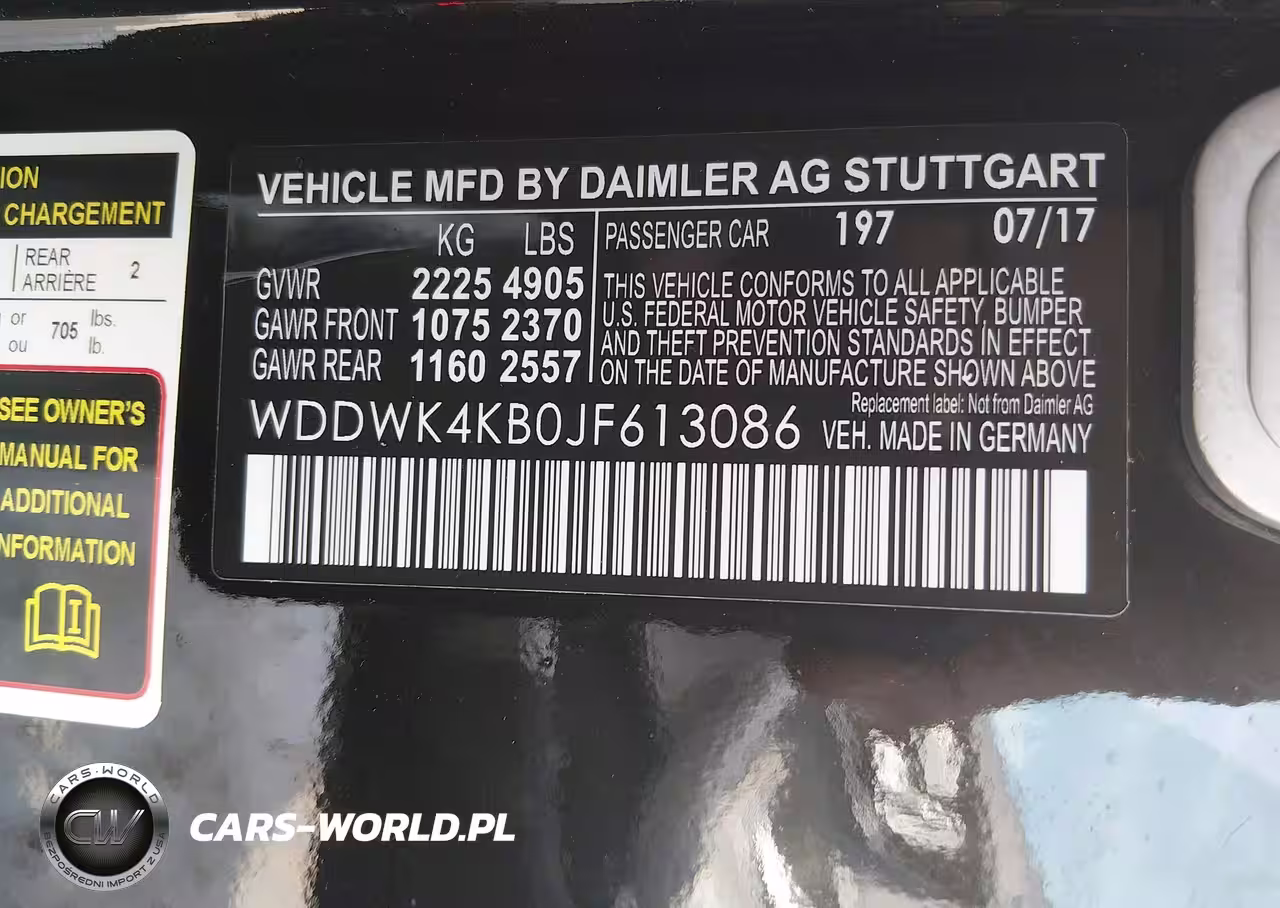 ION
CHARGEMENT
REAR
ARRIÈRE 2
or
ou
705
lbs.
lb.
SEE OWNER'S
MANUAL FOR
ADDITIONAL
NFORMATION
VEHICLE MFD BY DAIMLER AG STUTTGART
KG LBS
GVWR 2225 4905
GAWR FRONT 1075 2370
GAWR REAR 1160 2557
PASSENGER CAR 197 07/17
THIS VEHICLE CONFORMS TO ALL APPLICABLE
U.S. FEDERAL MOTOR VEHICLE SAFETY, BUMPER
AND THEFT PREVENTION STANDARDS IN EFFECT
ON THE DATE OF MANUFACTURE SHOWN ABOVE
Replacement label: Not from Daimler AG
WDDWK4KB0JF613086 VEH. MADE IN GERMANY
CARS-WORLD
CW
BEZPOŚREDNI IMPORT Z USA
CARS-WORLD.PL